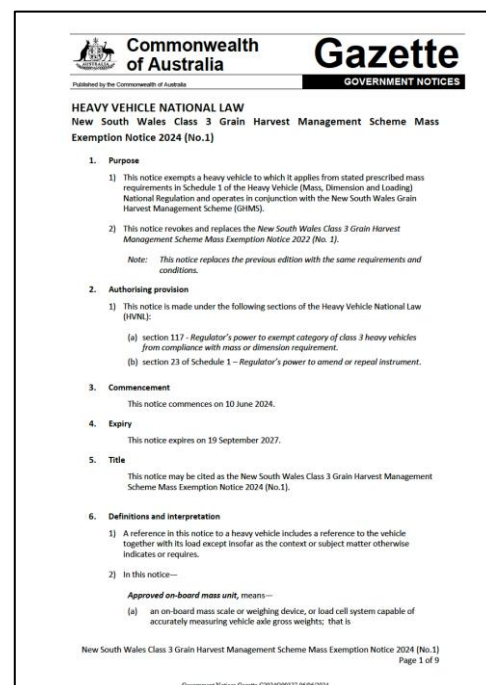 Commonwealth
of Australia
Gazette
Published by the Commonwealth of Australia
GOVERNMENT NOTICES
HEAVY VEHICLE NATIONAL LAW
New South Wales Class 3 Grain Harvest Management Scheme Mass
Exemption Notice 2024 (No.1)
1. Purpose
1) This notice exempts a heavy vehicle to which it applies from stated prescribed mass
requirements in Schedule 1 of the Heavy Vehicle (Mass, Dimension and Loading)
National Regulation and operates in conjunction with the New South Wales Grain
Harvest Management Scheme (GHMS).
2) This notice revokes and replaces the New South Wales Class 3 Grain Harvest
Management Scheme Mass Exemption Notice 2022 (No. 1).
Note: This notice replaces the previous edition with the same requirements and
conditions.
2. Authorising provision
1) This notice is made under the following sections of the Heavy Vehicle National Law
(HVNL):
(a) section 117 - Regulator's power to exempt category of class 3 heavy vehicles
from compliance with mass or dimension requirement.
(b) section 23 of Schedule 1 – Regulator's power to amend or repeal instrument.
3. Commencement
This notice commences on 10 June 2024.
4. Expiry
This notice expires on 19 September 2027.
5. Title
This notice may be cited as the New South Wales Class 3 Grain Harvest Management
Scheme Mass Exemption Notice 2024 (No.1).
6. Definitions and interpretation
1) A reference in this notice to a heavy vehicle includes a reference to the vehicle
together with its load except insofar as the context or subject matter otherwise
indicates or requires.
2) In this notice—
Approved on-board mass unit, means—
(a) an on-board mass scale or weighing device, or load cell system capable of
accurately measuring vehicle axle gross weights; that is
New South Wales Class 3 Grain Harvest Management Scheme Mass Exemption Notice 2024 (No.1)
Page 1 of 9